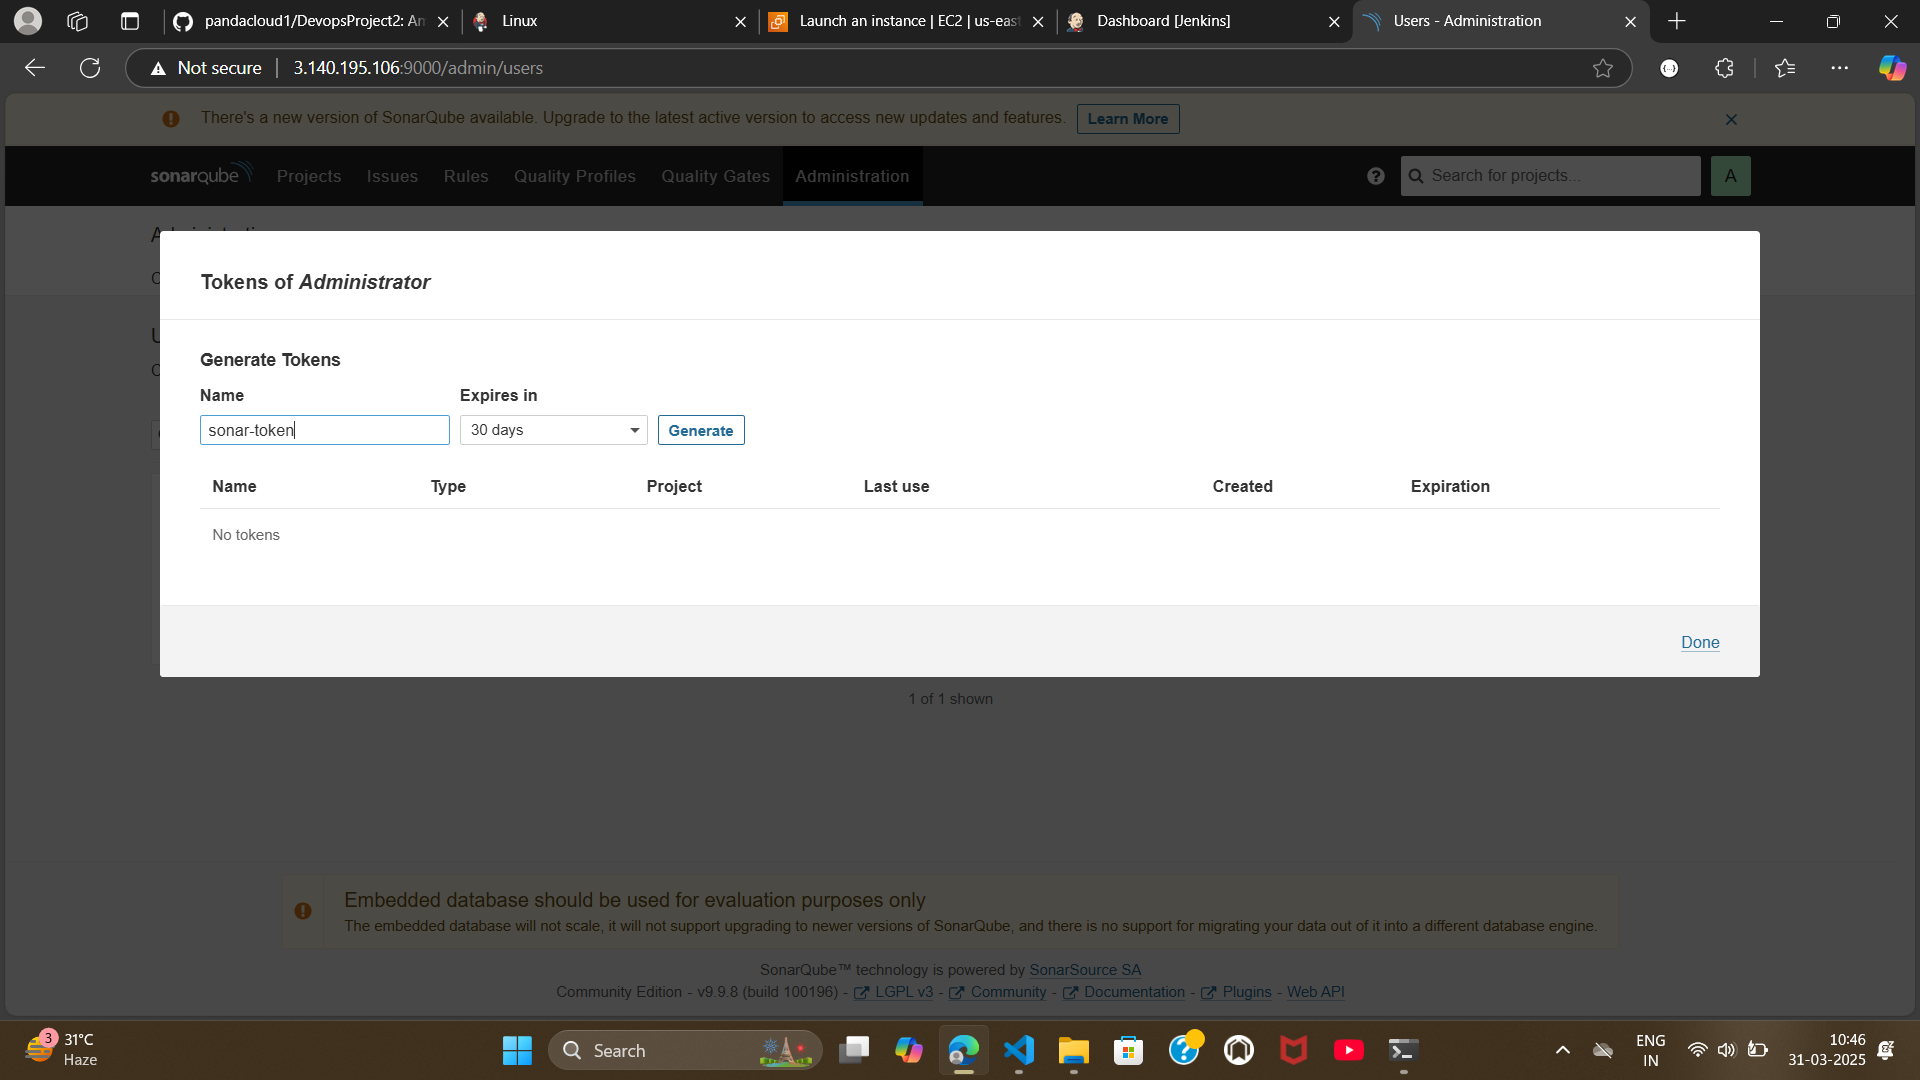 pandacloud1/DevopsProject2: An
Linux
Launch an instance | EC2 | us-east
Dashboard [Jenkins]
Users - Administration
Not secure
3.140.195.106:9000/admin/users
There's a new version of SonarQube available. Upgrade to the latest active version to access new updates and features.
Learn More
sonarqube
Projects
Issues
Rules
Quality Profiles
Quality Gates
Administration
Search for projects...
A
Tokens of Administrator
Generate Tokens
Name
Expires in
sonar-token
30 days
Generate
Name Type Project Last use Created Expiration
No tokens
Done
1 of 1 shown
Embedded database should be used for evaluation purposes only
The embedded database will not scale, it will not support upgrading to newer versions of SonarQube, and there is no support for migrating your data out of it into a different database engine.
SonarQube™ technology is powered by SonarSource SA
Community Edition - v9.9.8 (build 100196) - LGPL v3 - Community - Documentation - Plugins - Web API
3
31°C
Haze
Search
ENG
IN
10:46
31-03-2025